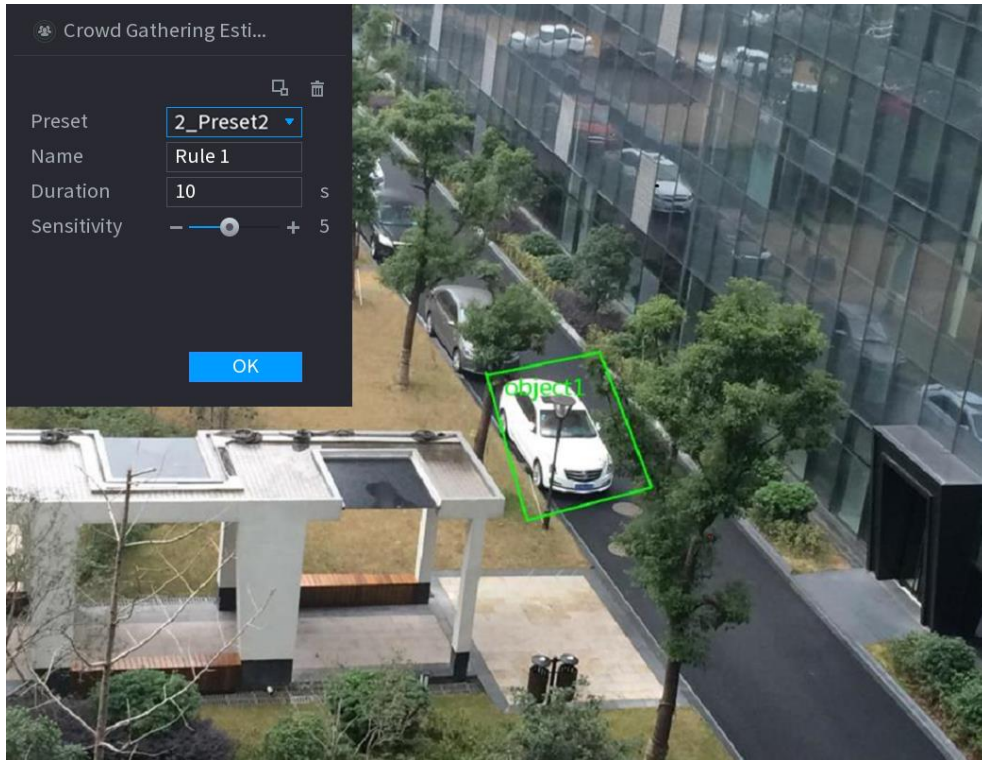 Crowd Gathering Esti...
Preset 2_Preset2
Name Rule 1
Duration 10 s
Sensitivity 5
OK
object1